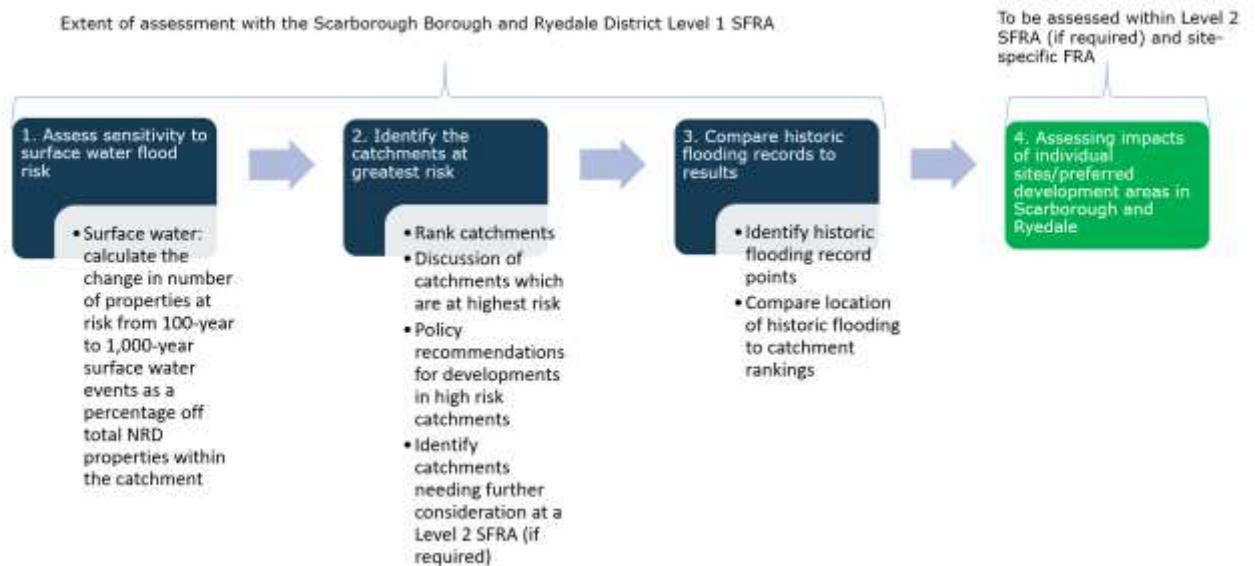 Extent of assessment with the Scarborough Borough and Ryedale District Level 1 SFRA
To be assessed within Level 2
SFRA (if required) and site-
specific FRA
1. Assess sensitivity to
surface water flood
risk
• Surface water:
calculate the
change in number
of properties at
risk from 100-year
to 1,000-year
surface water
events as a
percentage off
total NRD
properties within
the catchment
2. Identify the
catchments at
greatest risk
• Rank catchments
• Discussion of
catchments which
are at highest risk
• Policy
recommendations
for developments
in high risk
catchments
• Identify
catchments
needing further
consideration at a
Level 2 SFRA (if
required)
3. Compare historic
flooding records to
results
• Identify historic
flooding record
points
• Compare location
of historic flooding
to catchment
rankings
4. Assessing impacts
of individual
sites/preferred
development areas in
Scarborough and
Ryedale